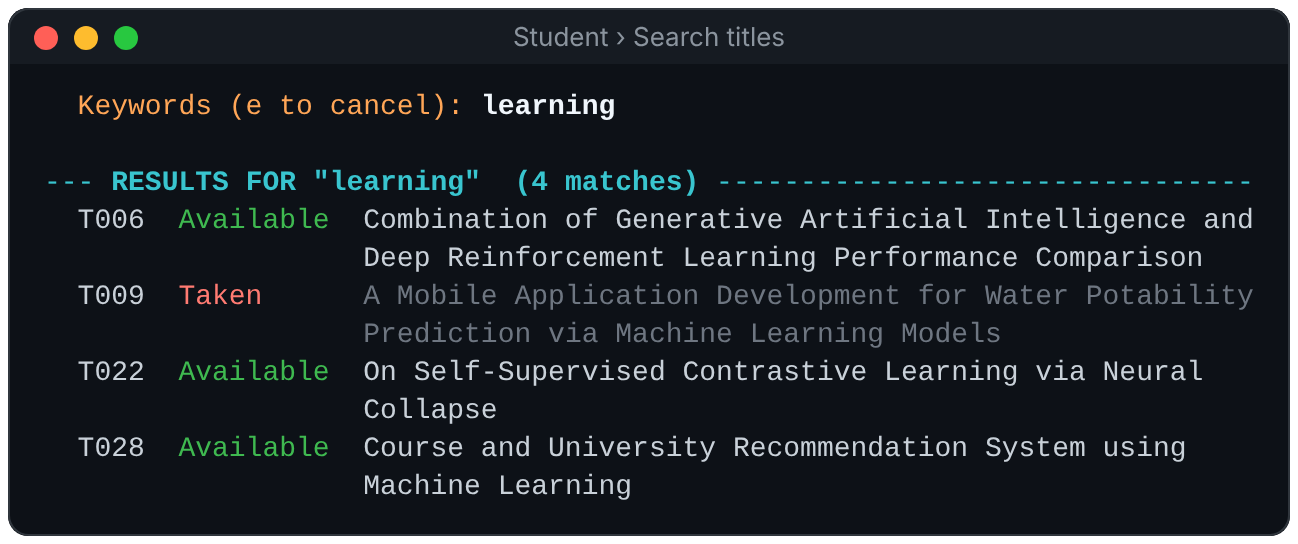 Student › Search titles
Keywords (e to cancel): learning
--- RESULTS FOR "learning"  (4 matches) --------------------------------
T006  Available  Combination of Generative Artificial Intelligence and
Deep Reinforcement Learning Performance Comparison
T009  Taken      A Mobile Application Development for Water Potability
Prediction via Machine Learning Models
T022  Available  On Self-Supervised Contrastive Learning via Neural
Collapse
T028  Available  Course and University Recommendation System using
Machine Learning